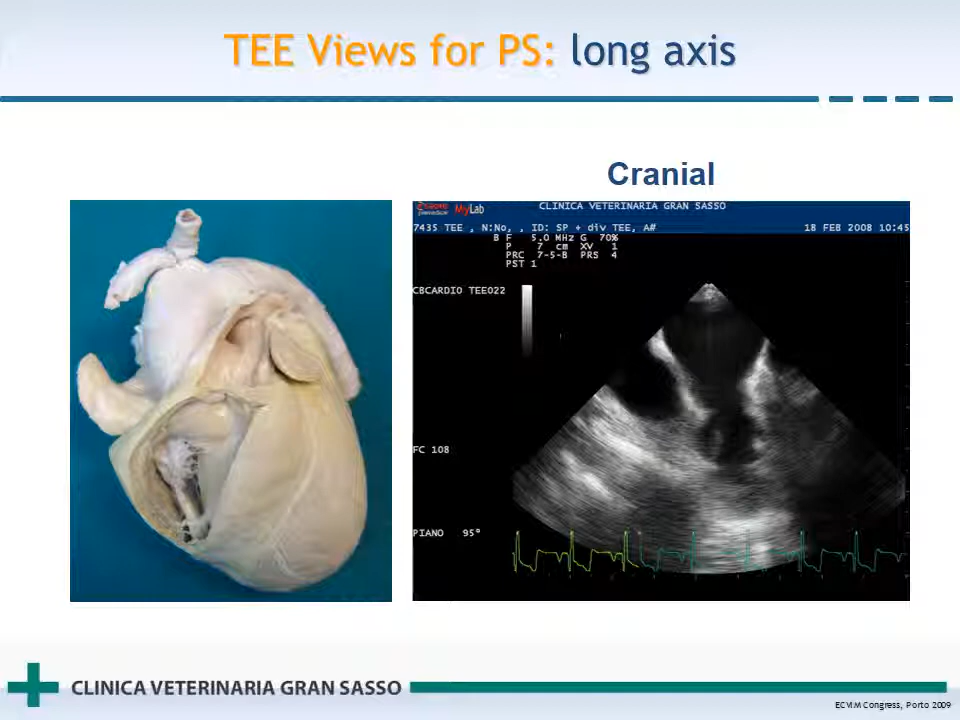 TEE Views for PS: long axis
Cranial
MyLab
CLINICA VETERINARIA GRAN SASSO
7435 TEE , N:No, , ID: SP + div TEE, A# 18 FEB 2008 10:45
B F 5.0 MHz G 70%
P 7 cm XV 1
PRC 7-5-B PRS 4
PST 1
CBCARDIO TEE022
FC 108
PIANO 95°
CLINICA VETERINARIA GRAN SASSO
ECVIM Congress, Porto 2009